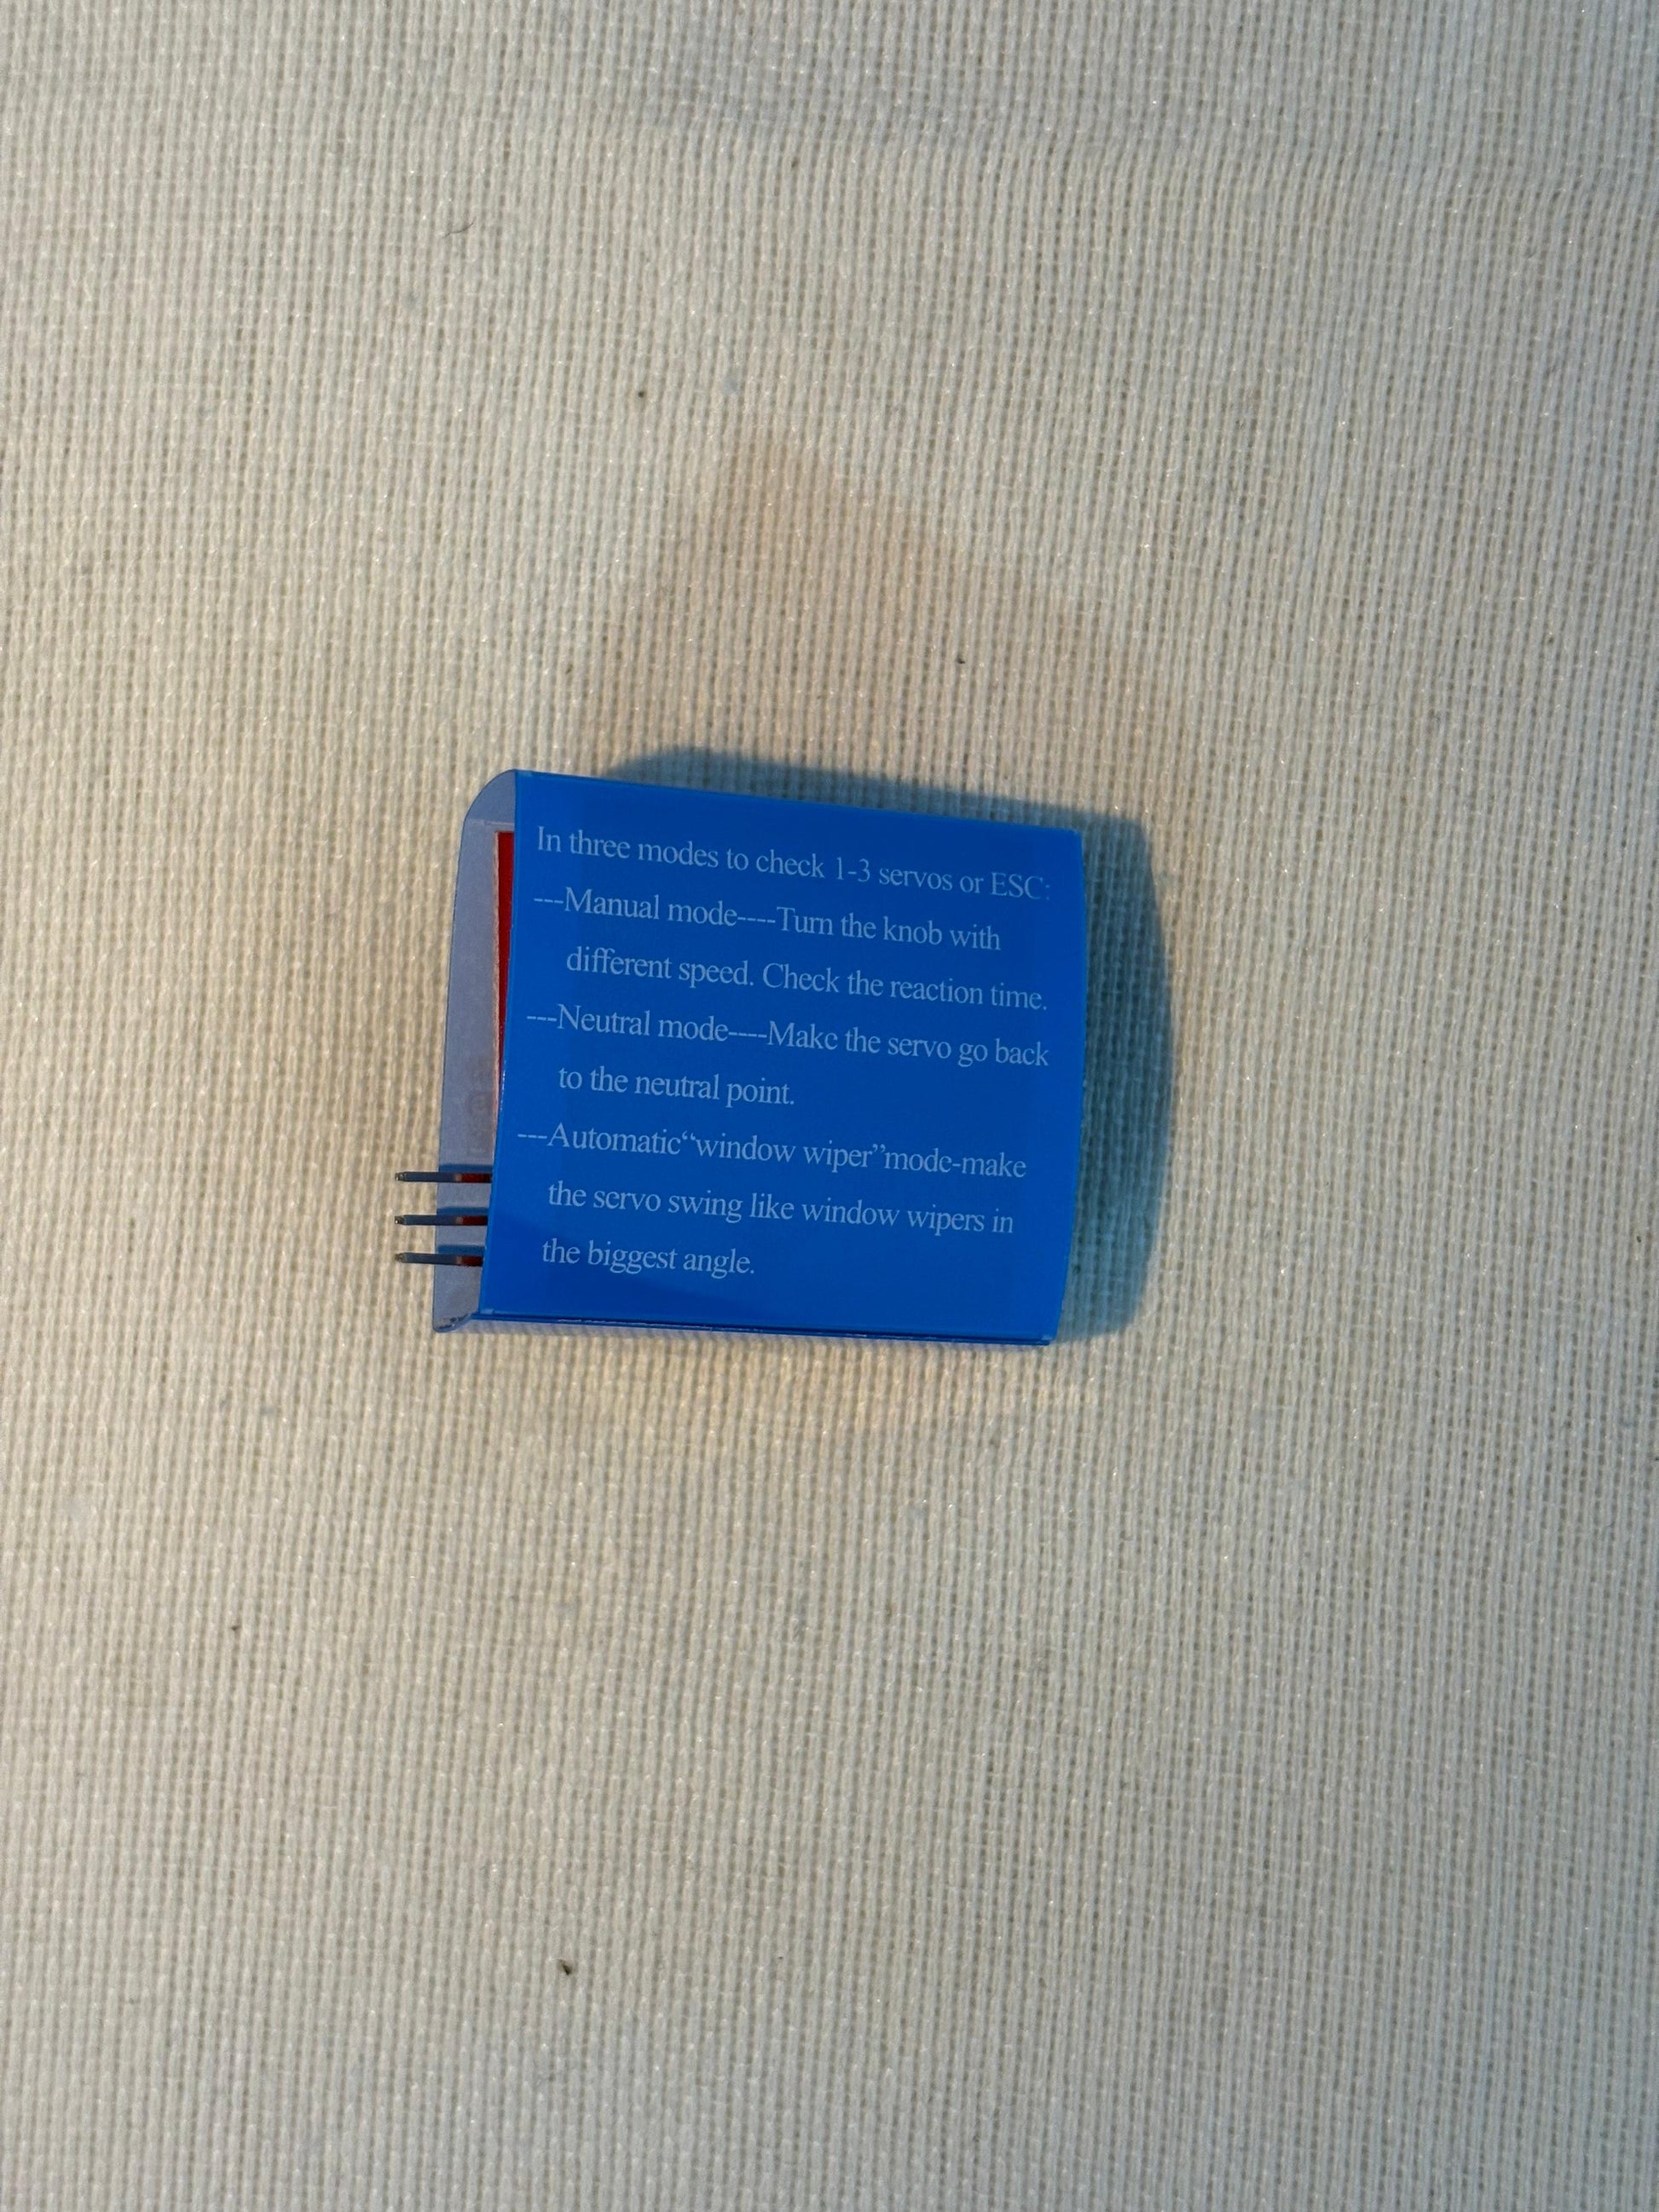 In three modes to check 1-3 servos or ESC:
---Manual mode----Turn the knob with
different speed. Check the reaction time.
---Neutral mode----Make the servo go back
to the neutral point.
---Automatic“window wiper”mode-make
the servo swing like window wipers in
the biggest angle.